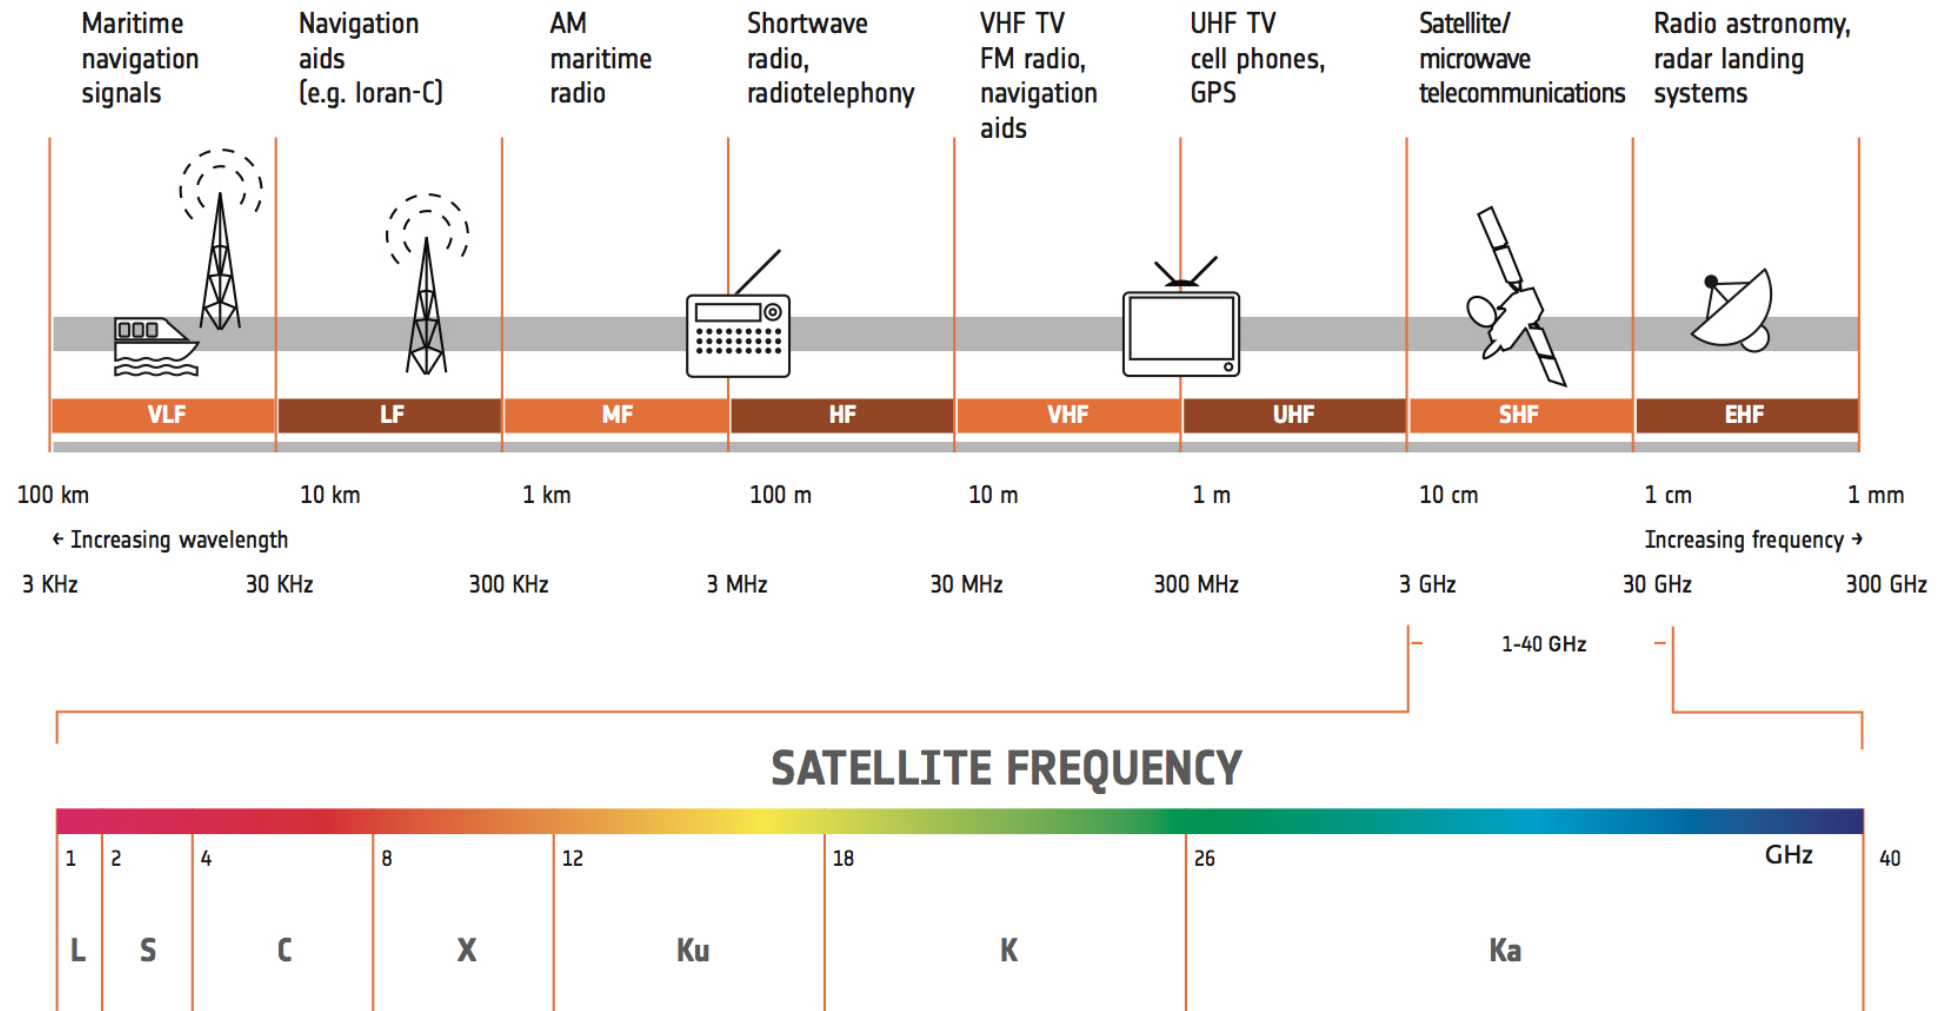 Maritime
navigation
signals
Navigation
aids
(e.g. loran-C)
AM
maritime
radio
Shortwave
radio,
radiotelephony
VHF TV
FM radio,
navigation
aids
UHF TV
cell phones,
GPS
Satellite/
microwave
telecommunications
Radio astronomy,
radar landing
systems
VLF LF MF HF VHF UHF SHF EHF
100 km 10 km 1 km 100 m 10 m 1 m 10 cm 1 cm 1 mm
← Increasing wavelength Increasing frequency →
3 KHz 30 KHz 300 KHz 3 MHz 30 MHz 300 MHz 3 GHz 30 GHz 300 GHz
1-40 GHz
SATELLITE FREQUENCY
1 2 4 8 12 18 26 GHz 40
L S C X Ku K Ka